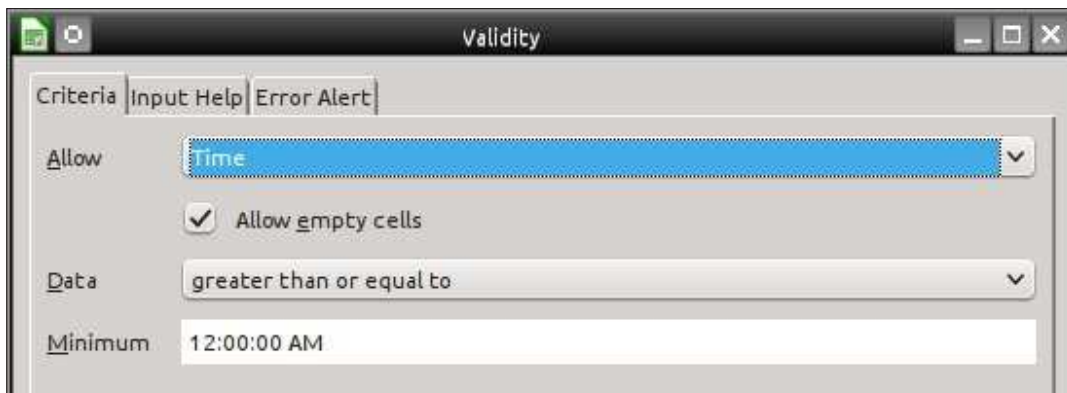 Validity
Criteria Input Help Error Alert
Allow Time
Allow empty cells
Data greater than or equal to
Minimum 12:00:00 AM